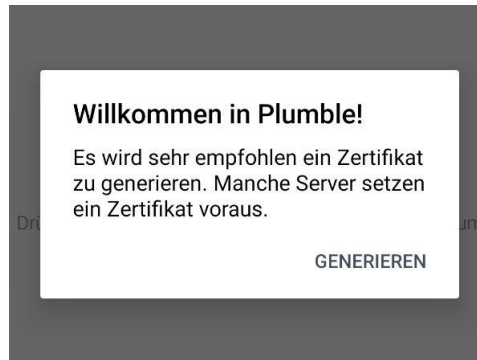 Willkommen in Plumble!
Es wird sehr empfohlen ein Zertifikat
zu generieren. Manche Server setzen
ein Zertifikat voraus.
GENERIEREN